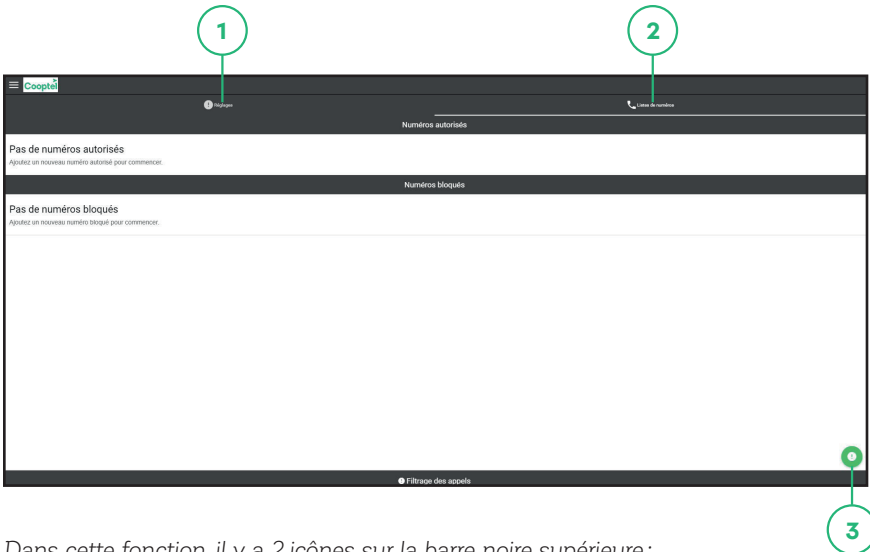 1
2
Cooptel
Réglages
Listes de numéros
Numéros autorisés
Pas de numéros autorisés
Ajoutez un nouveau numéro autorisé pour commencer.
Numéros bloqués
Pas de numéros bloqués
Ajoutez un nouveau numéro bloqué pour commencer.
Filtrage des appels
3
Dans cette fonction, il y a 2 icônes sur la barre noire supérieure :